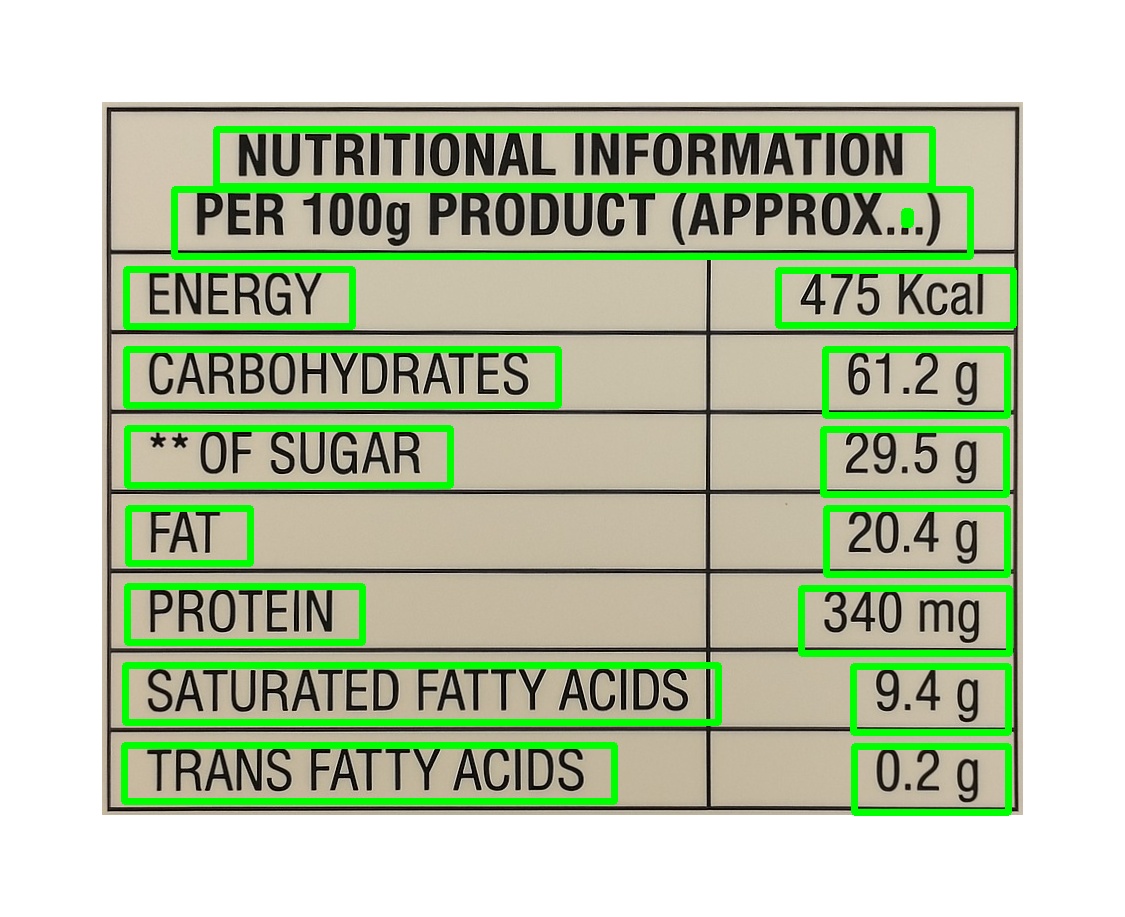 NUTRITIONAL INFORMATION
PER 100g PRODUCT (APPROX...)
ENERGY 475 Kcal
CARBOHYDRATES 61.2 g
**OF SUGAR 29.5 g
FAT 20.4 g
PROTEIN 340 mg
SATURATED FATTY ACIDS 9.4 g
TRANS FATTY ACIDS 0.2 g